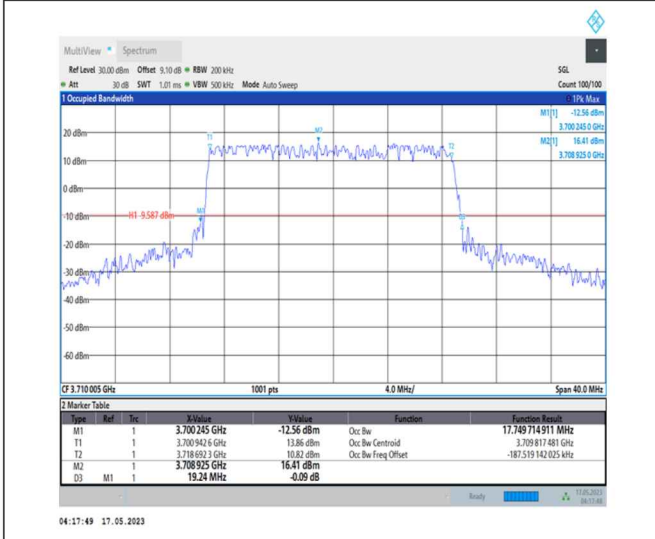 MultiView Spectrum
Ref Level 30.00 dBm Offset 9.10 dB RBW 200 kHz SGL
Att 30 dB SWT 1.01 ms VBW 500 kHz Mode Auto Sweep Count 100/100
1 Occupied Bandwidth 1Pk Max
M1[1] -12.56 dBm
3.700 245 0 GHz
M2[1] 16.41 dBm
3.708 925 0 GHz
20 dBm
T1 M2 T2
10 dBm
0 dBm
-10 dBm H1 -9.587 dBm M1
-20 dBm
-30 dBm
-40 dBm
-50 dBm
-60 dBm
CF 3.710 005 GHz 1001 pts 4.0 MHz/ Span 40.0 MHz
2 Marker Table
Type Ref Trc X-Value Y-Value Function Function Result
M1 1 3.700 245 GHz -12.56 dBm Occ Bw 17.749 714 911 MHz
T1 1 3.700 942 6 GHz 13.86 dBm Occ Bw Centroid 3.709 817 481 GHz
T2 1 3.718 692 3 GHz 10.82 dBm Occ Bw Freq Offset -187.519 142 025 kHz
M2 1 3.708 925 GHz 16.41 dBm
D3 M1 1 19.24 MHz -0.09 dB
Ready 17.05.2023
04:17:48
04:17:49 17.05.2023